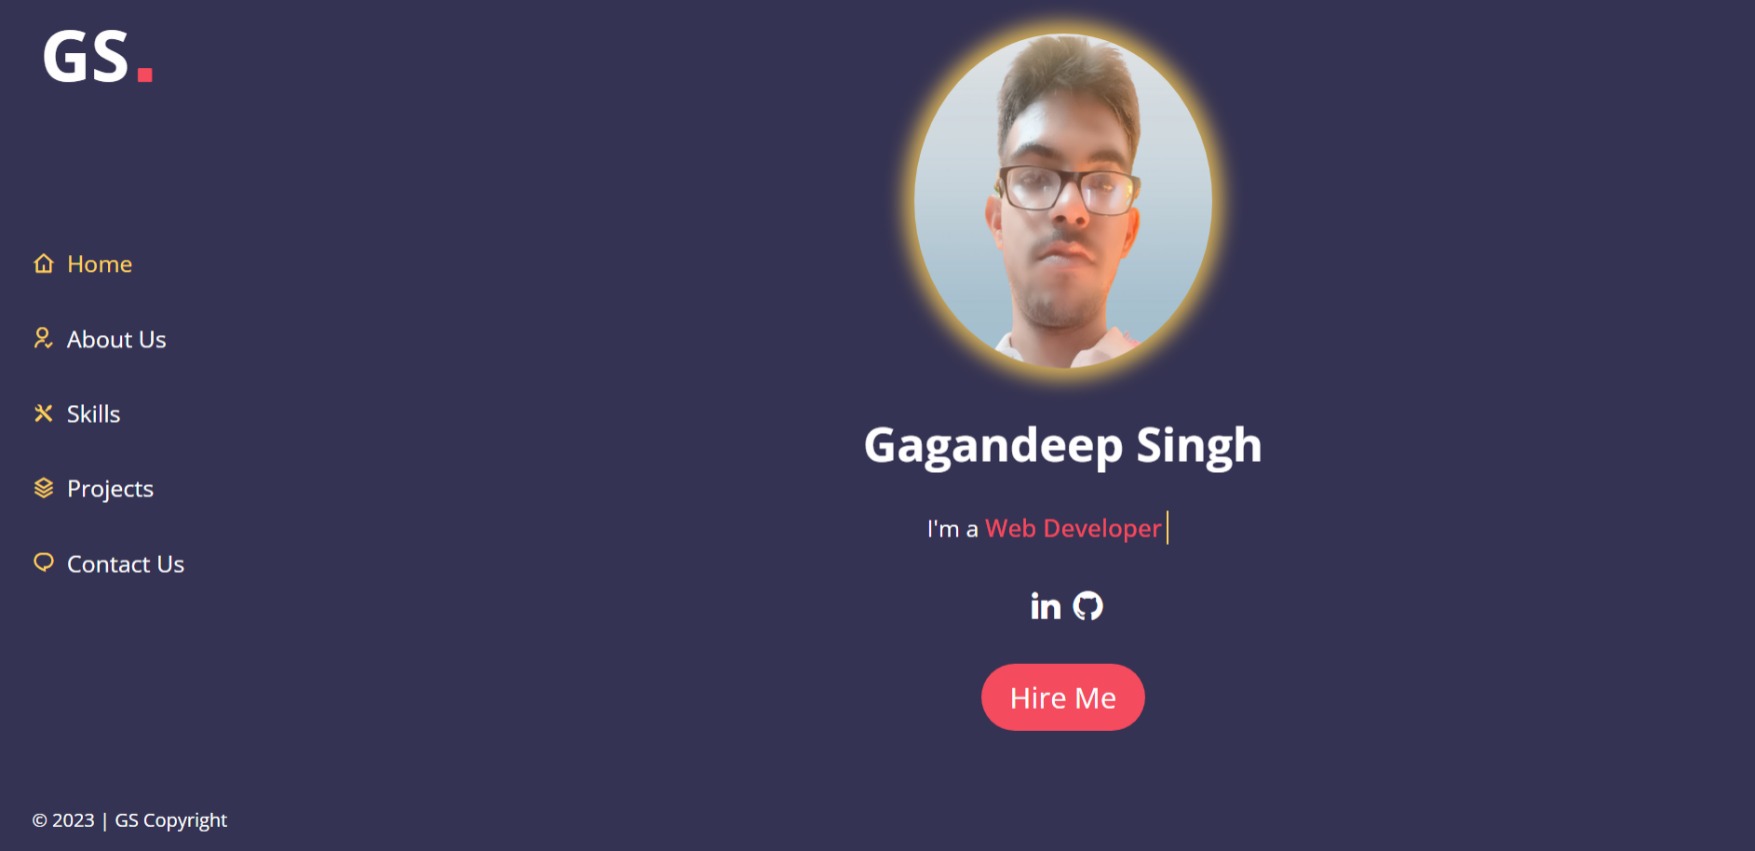 GS.
Home
About Us
Skills
Projects
Contact Us
© 2023 | GS Copyright
Gagandeep Singh
I'm a Web Developer
in
Hire Me